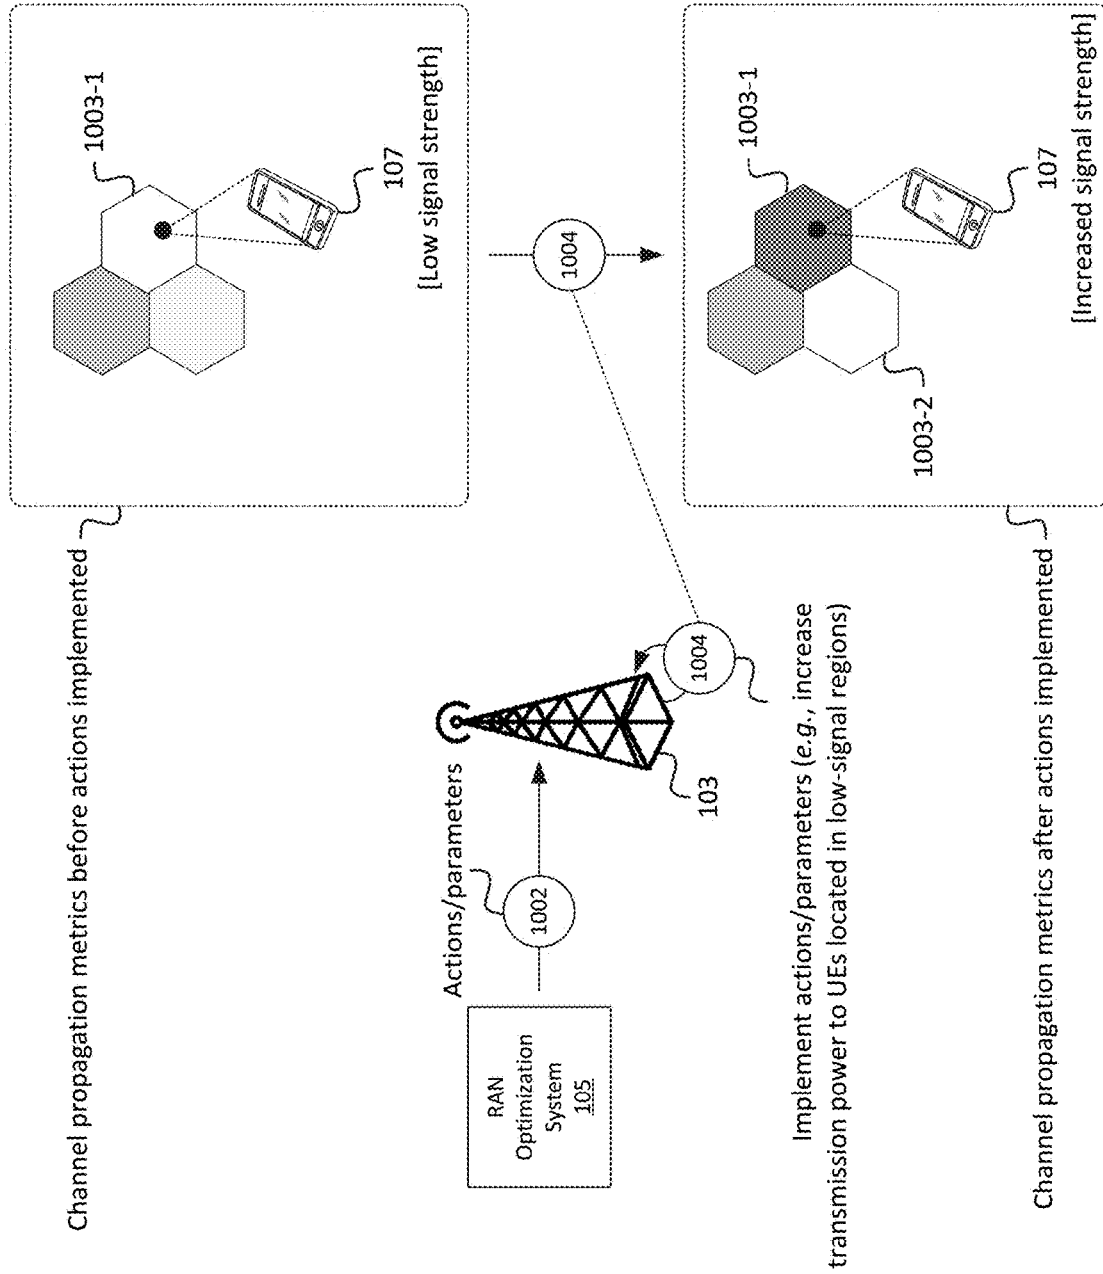 Channel propagation metrics before actions implemented
1003-1
107
[Low signal strength]
Actions/parameters
1002
RAN
Optimization
System
105
103
1004
1004
Implement actions/parameters (e.g., increase
transmission power to UEs located in low-signal regions)
1003-1
1003-2
107
[Increased signal strength]
Channel propagation metrics after actions implemented